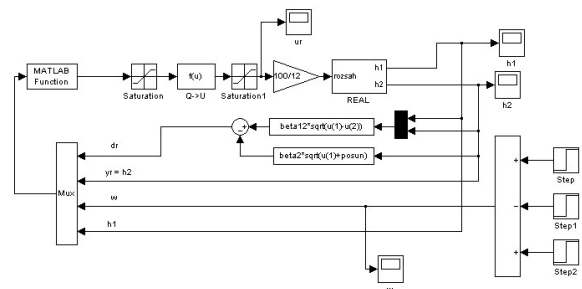 ur
h1
h2
MATLAB
Function
Saturation
f(u)
Q->U
Saturation1
100/12
rozsah
h1
h2
REAL
beta12*sqrt(u(1)-u(2))
beta2*sqrt(u(1)+posun)
dr
yr = h2
w
h1
Mux
Step
Step1
Step2